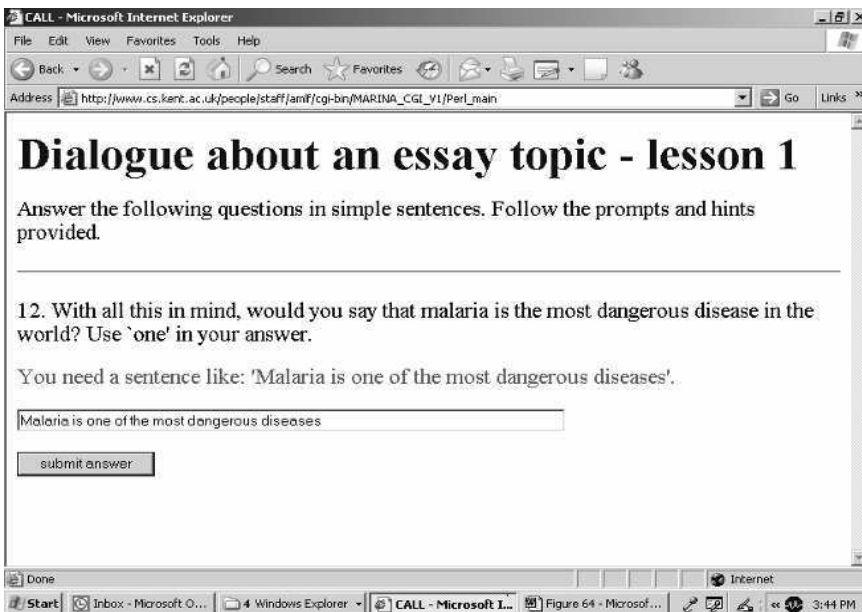 CALL - Microsoft Internet Explorer
File Edit View Favorites Tools Help
Back Search Favorites
Address http://www.cs.kent.ac.uk/people/staff/amf/cgi-bin/MARINA_CGI_V1/Perl_main Go Links »
Dialogue about an essay topic - lesson 1
Answer the following questions in simple sentences. Follow the prompts and hints
provided.
12. With all this in mind, would you say that malaria is the most dangerous disease in the
world? Use `one' in your answer.
You need a sentence like: 'Malaria is one of the most dangerous diseases'.
Malaria is one of the most dangerous diseases
submit answer
Done Internet
Start Inbox - Microsoft O... 4 Windows Explorer CALL - Microsoft I... Figure 64 - Microsof... « 3:44 PM